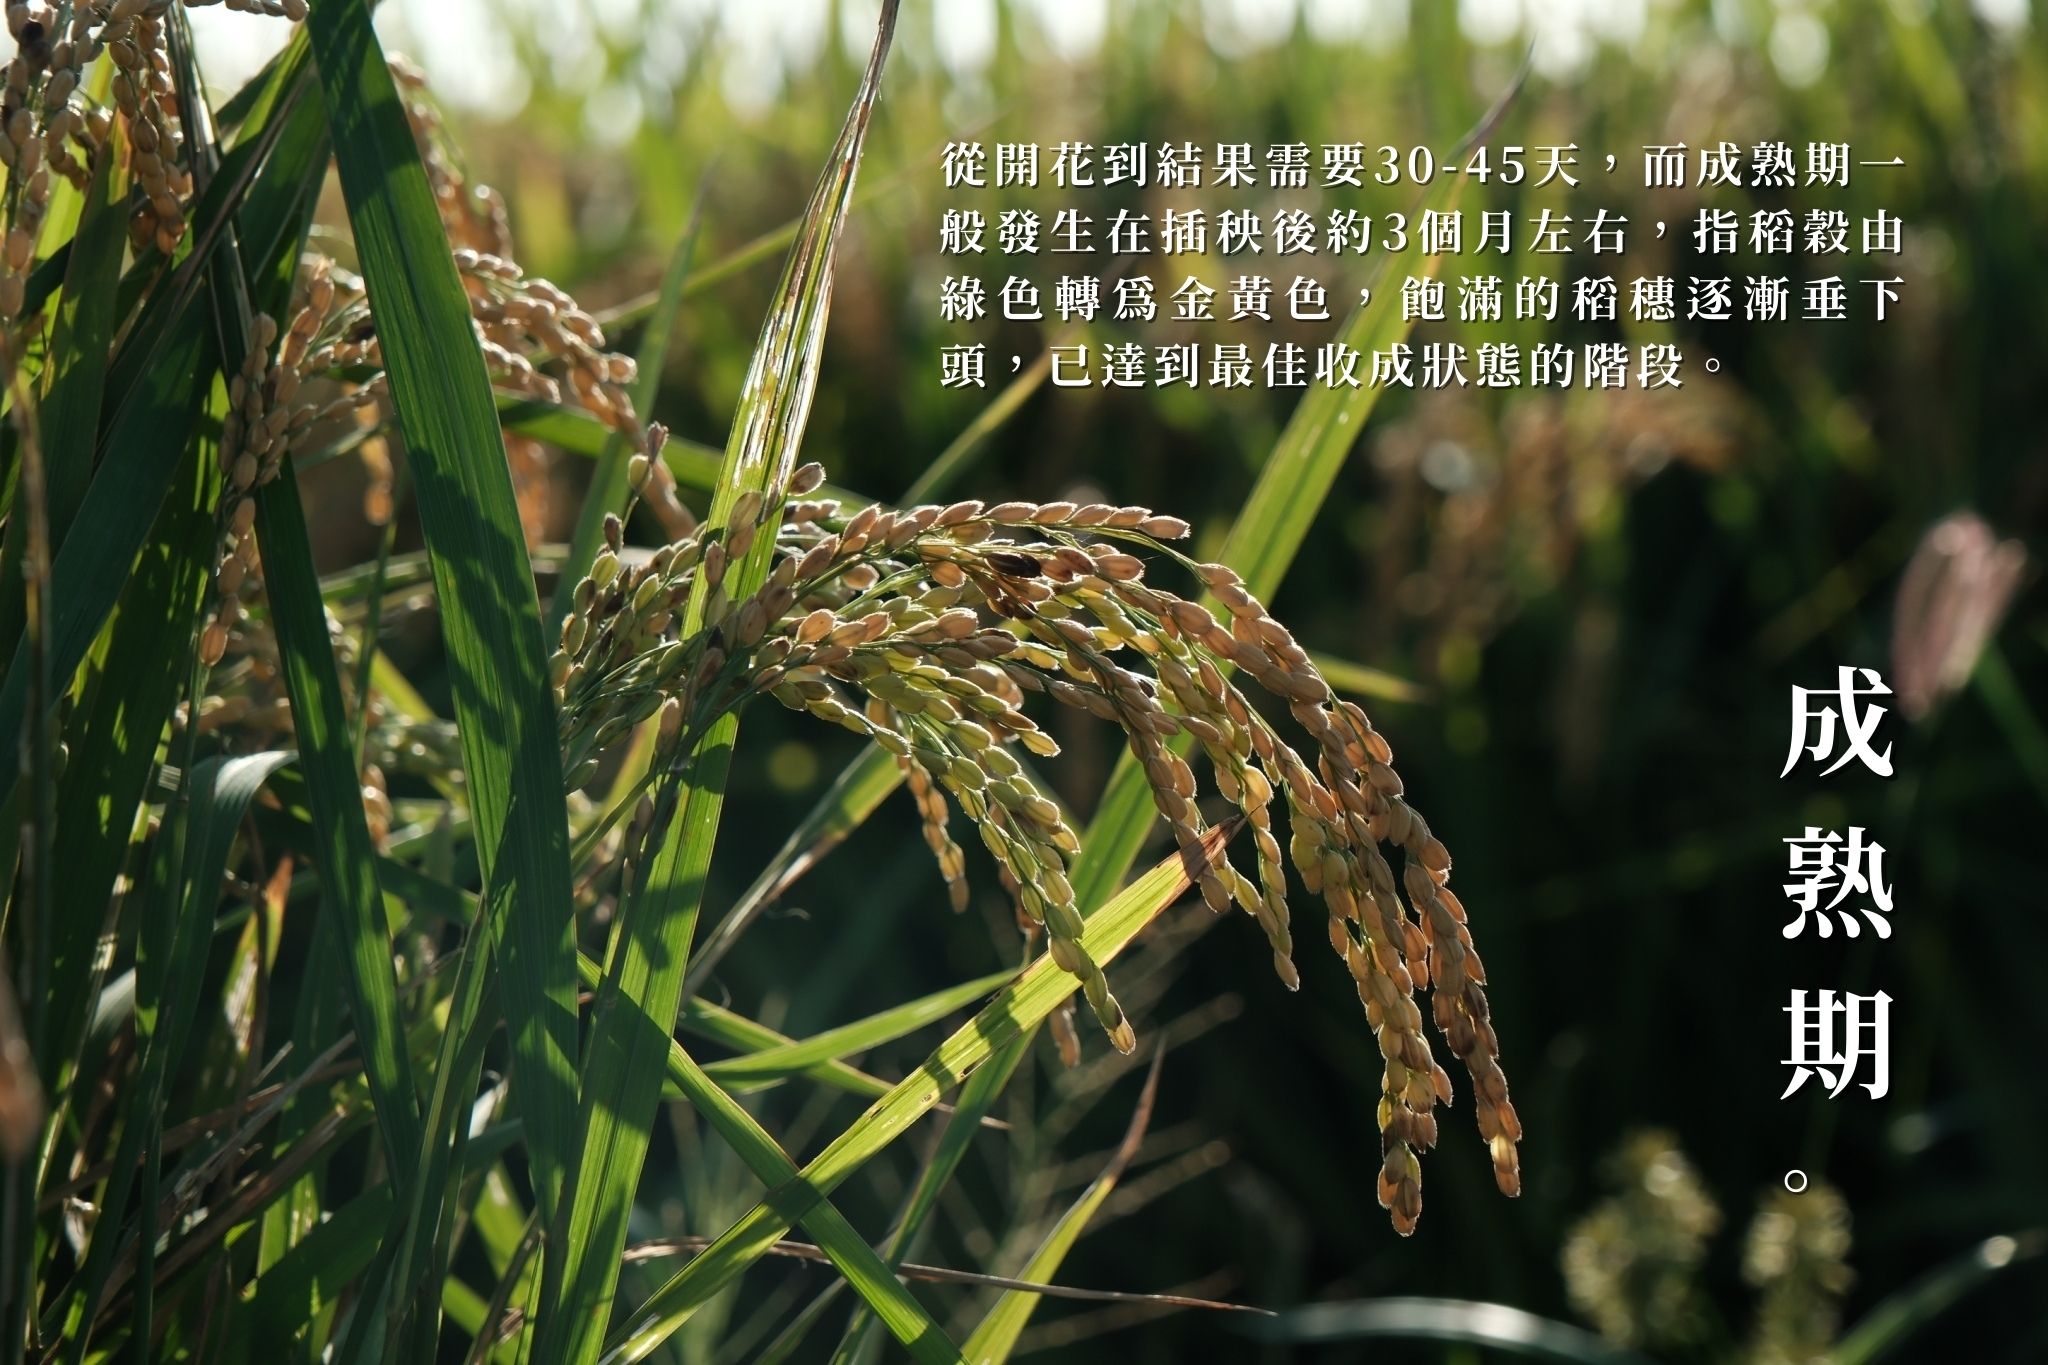 從開花到結果需要30-45天，而成熟期一
般發生在插秧後約3個月左右，指稻穀由
綠色轉為金黃色，飽滿的稻穗逐漸垂下
頭，已達到最佳收成狀態的階段。
成熟期。